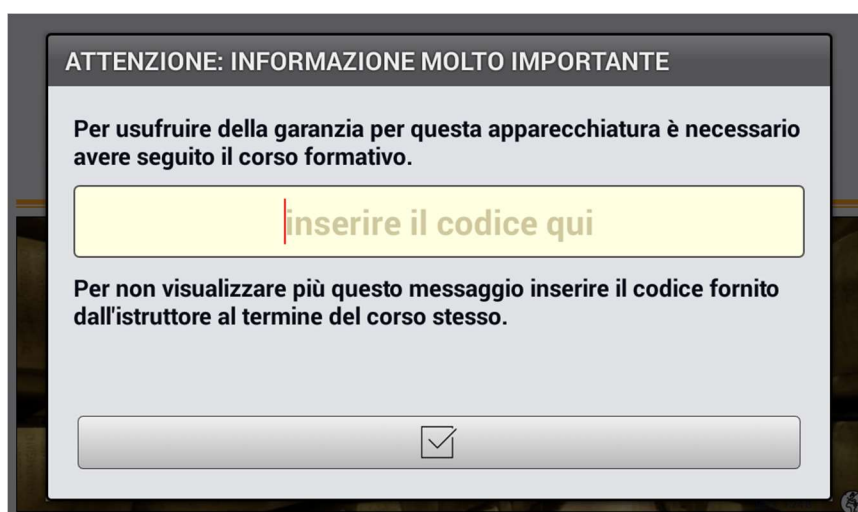 ATTENZIONE: INFORMAZIONE MOLTO IMPORTANTE
Per usufruire della garanzia per questa apparecchiatura è necessario
avere seguito il corso formativo.
inserire il codice qui
Per non visualizzare più questo messaggio inserire il codice fornito
dall'istruttore al termine del corso stesso.